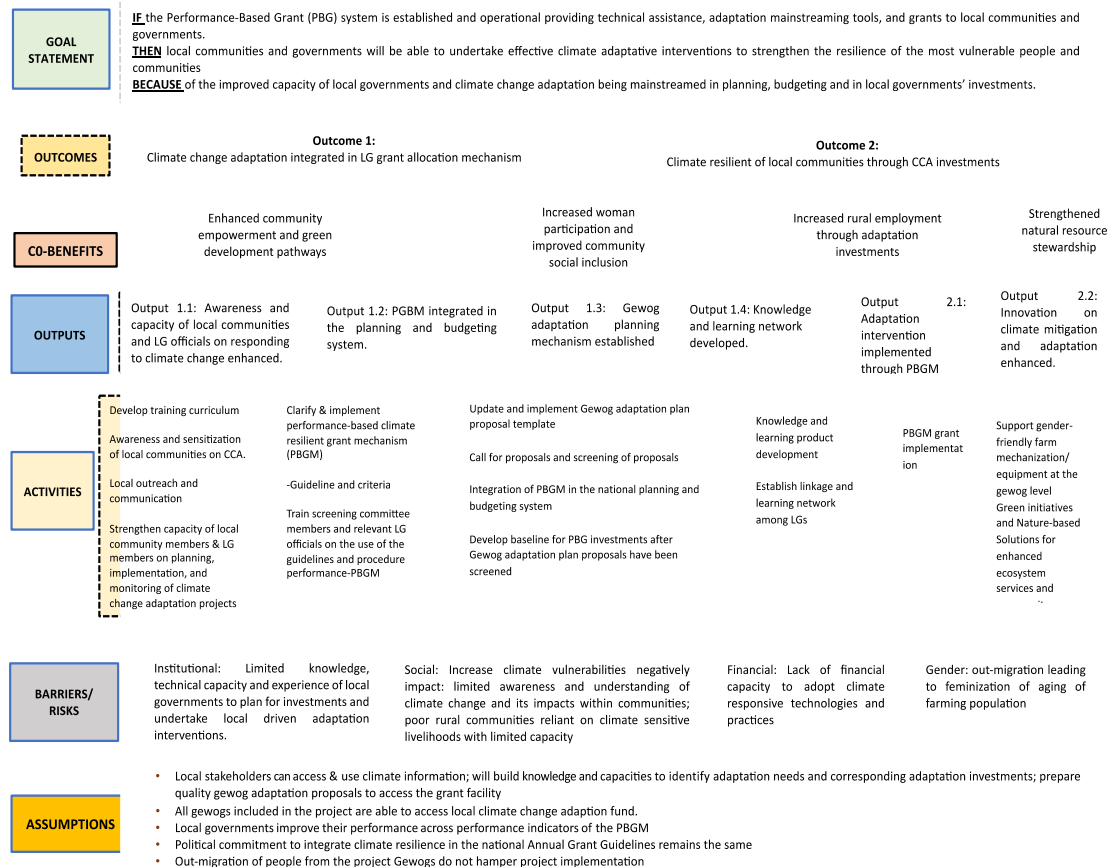 GOAL
STATEMENT
IF the Performance-Based Grant (PBG) system is established and operational providing technical assistance, adaptation mainstreaming tools, and grants to local communities and
governments.
THEN local communities and governments will be able to undertake effective climate adaptative interventions to strengthen the resilience of the most vulnerable people and
communities
BECAUSE of the improved capacity of local governments and climate change adaptation being mainstreamed in planning, budgeting and in local governments' investments.
OUTCOMES
Outcome 1:
Climate change adaptation integrated in LG grant allocation mechanism
Outcome 2:
Climate resilient of local communities through CCA investments
C0-BENEFITS
Enhanced community
empowerment and green
development pathways
Increased woman
participation and
improved community
social inclusion
Increased rural employment
through adaptation
investments
Strengthened
natural resource
stewardship
OUTPUTS
Output 1.1: Awareness and
capacity of local communities
and LG officials on responding
to climate change enhanced.
Output 1.2: PGBM integrated in
the planning and budgeting
system.
Output 1.3: Gewog
adaptation planning
mechanism established
Output 1.4: Knowledge
and learning network
developed.
Output 2.1:
Adaptation
intervention
implemented
through PBGM
Output 2.2:
Innovation on
climate mitigation
and adaptation
enhanced.
ACTIVITIES
Develop training curriculum
Awareness and sensitization
of local communities on CCA.
Local outreach and
communication
Strengthen capacity of local
community members & LG
members on planning,
implementation, and
monitoring of climate
change adaptation projects
Clarify & implement
performance-based climate
resilient grant mechanism
(PBGM)
-Guideline and criteria
Train screening committee
members and relevant LG
officials on the use of the
guidelines and procedure
performance-PBGM
Update and implement Gewog adaptation plan
proposal template
Call for proposals and screening of proposals
Integration of PBGM in the national planning and
budgeting system
Develop baseline for PBG investments after
Gewog adaptation plan proposals have been
screened
Knowledge and
learning product
development
Establish linkage and
learning network
among LGs
PBGM grant
implementat
ion
Support gender-
friendly farm
mechanization/
equipment at the
gewog level
Green initiatives
and Nature-based
Solutions for
enhanced
ecosystem
services and
BARRIERS/
RISKS
Institutional: Limited knowledge,
technical capacity and experience of local
governments to plan for investments and
undertake local driven adaptation
interventions.
Social: Increase climate vulnerabilities negatively
impact: limited awareness and understanding of
climate change and its impacts within communities;
poor rural communities reliant on climate sensitive
livelihoods with limited capacity
Financial: Lack of financial
capacity to adopt climate
responsive technologies and
practices
Gender: out-migration leading
to feminization of aging of
farming population
ASSUMPTIONS
• Local stakeholders can access & use climate information; will build knowledge and capacities to identify adaptation needs and corresponding adaptation investments; prepare
quality gewog adaptation proposals to access the grant facility
• All gewogs included in the project are able to access local climate change adaption fund.
• Local governments improve their performance across performance indicators of the PBGM
• Political commitment to integrate climate resilience in the national Annual Grant Guidelines remains the same
• Out-migration of people from the project Gewogs do not hamper project implementation